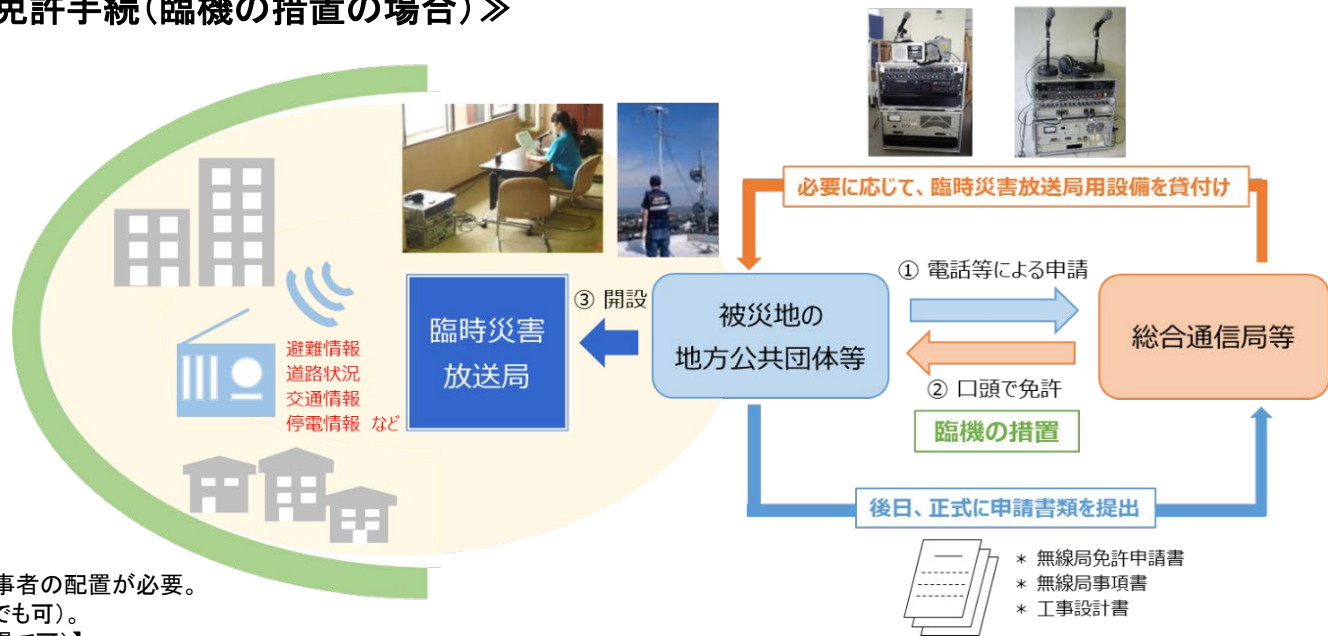 免許手続(臨機の措置の場合)≫
必要に応じて、臨時災害放送局用設備を貸付け
① 電話等による申請
③ 開設
被災地の
地方公共団体等
総合通信局等
臨時災害
放送局
避難情報
道路状況
交通情報
停電情報 など
② 口頭で免許
臨機の措置
後日、正式に申請書類を提出
* 無線局免許申請書
* 無線局事項書
* 工事設計書
事者の配置が必要。
でも可)。